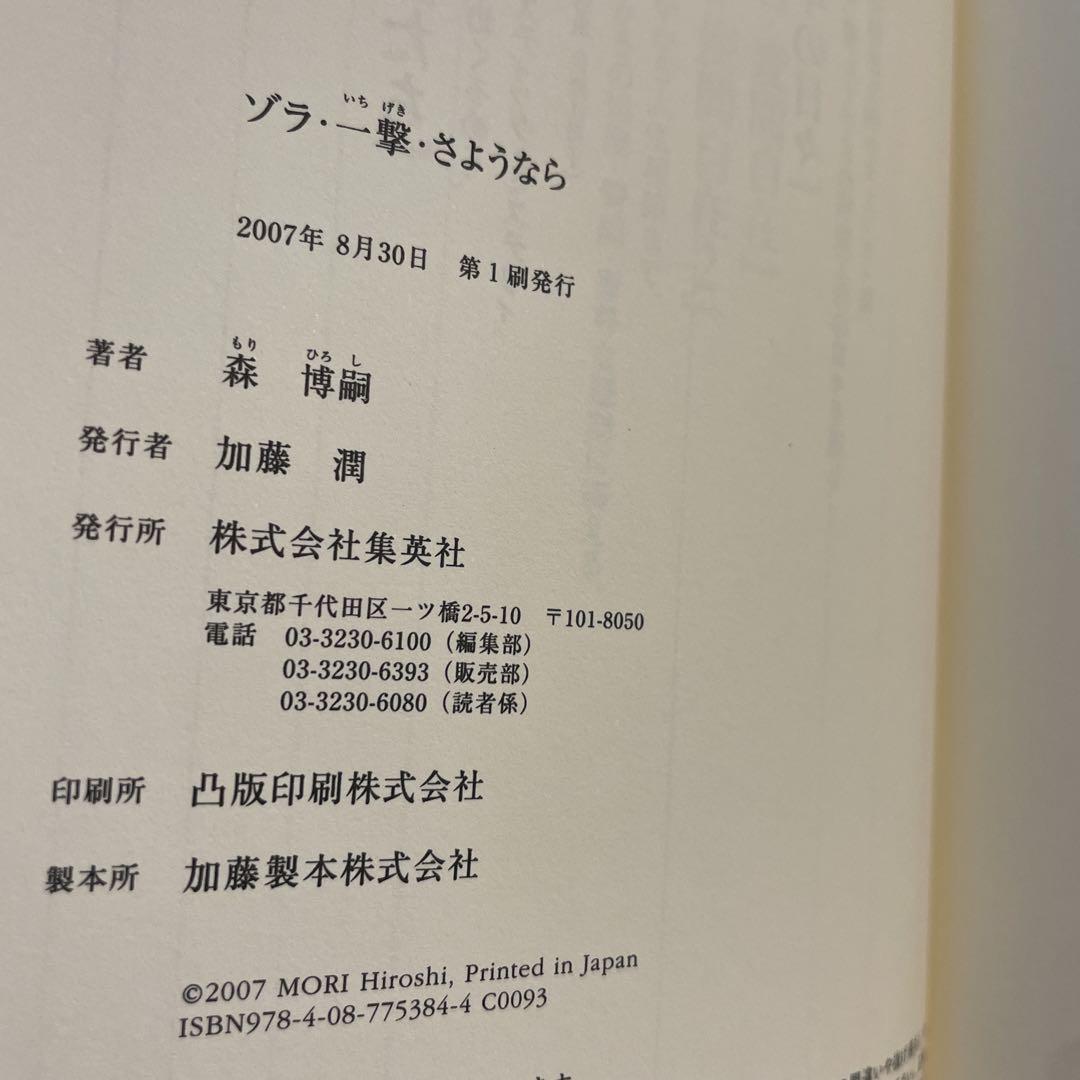 ゾラ・一撃・さようなら
いち げき
2007年 8月30日 第1刷発行
著者 森 博嗣
もり ひろ し
発行者 加藤 潤
発行所 株式会社集英社
東京都千代田区一ツ橋2-5-10 〒101-8050
電話 03-3230-6100（編集部）
03-3230-6393（販売部）
03-3230-6080（読者係）
印刷所 凸版印刷株式会社
製本所 加藤製本株式会社
©2007 MORI Hiroshi, Printed in Japan
ISBN978-4-08-775384-4 C0093